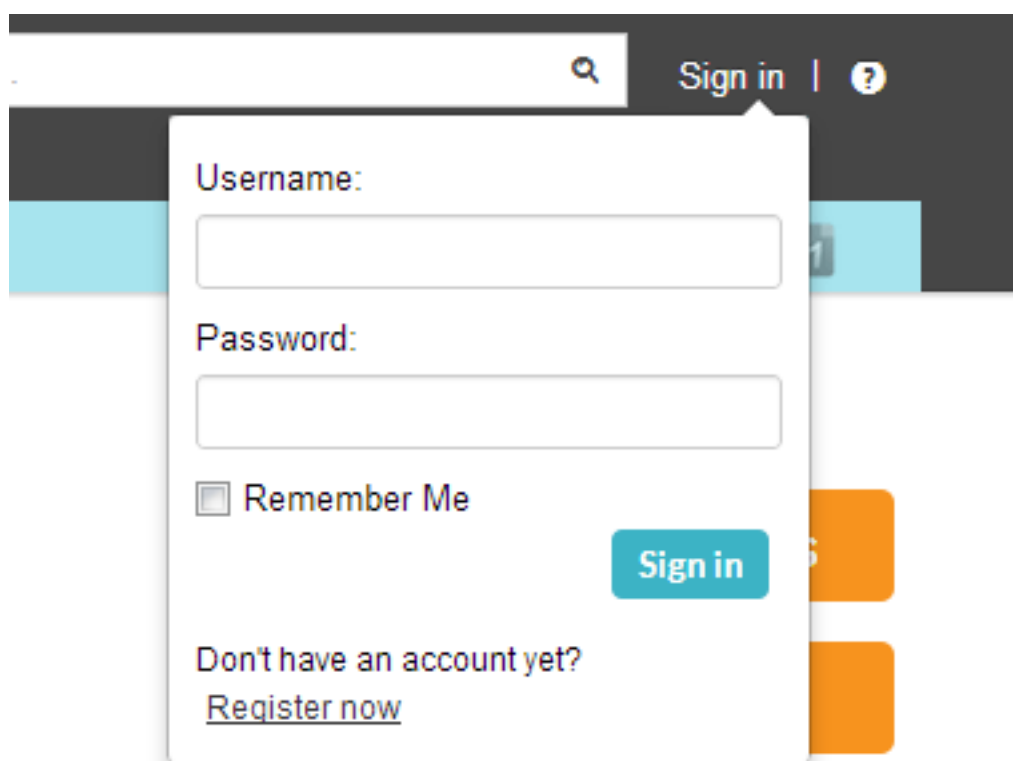 Sign in | ?
Username:
Password:
Remember Me
Sign in
Don't have an account yet?
Register now